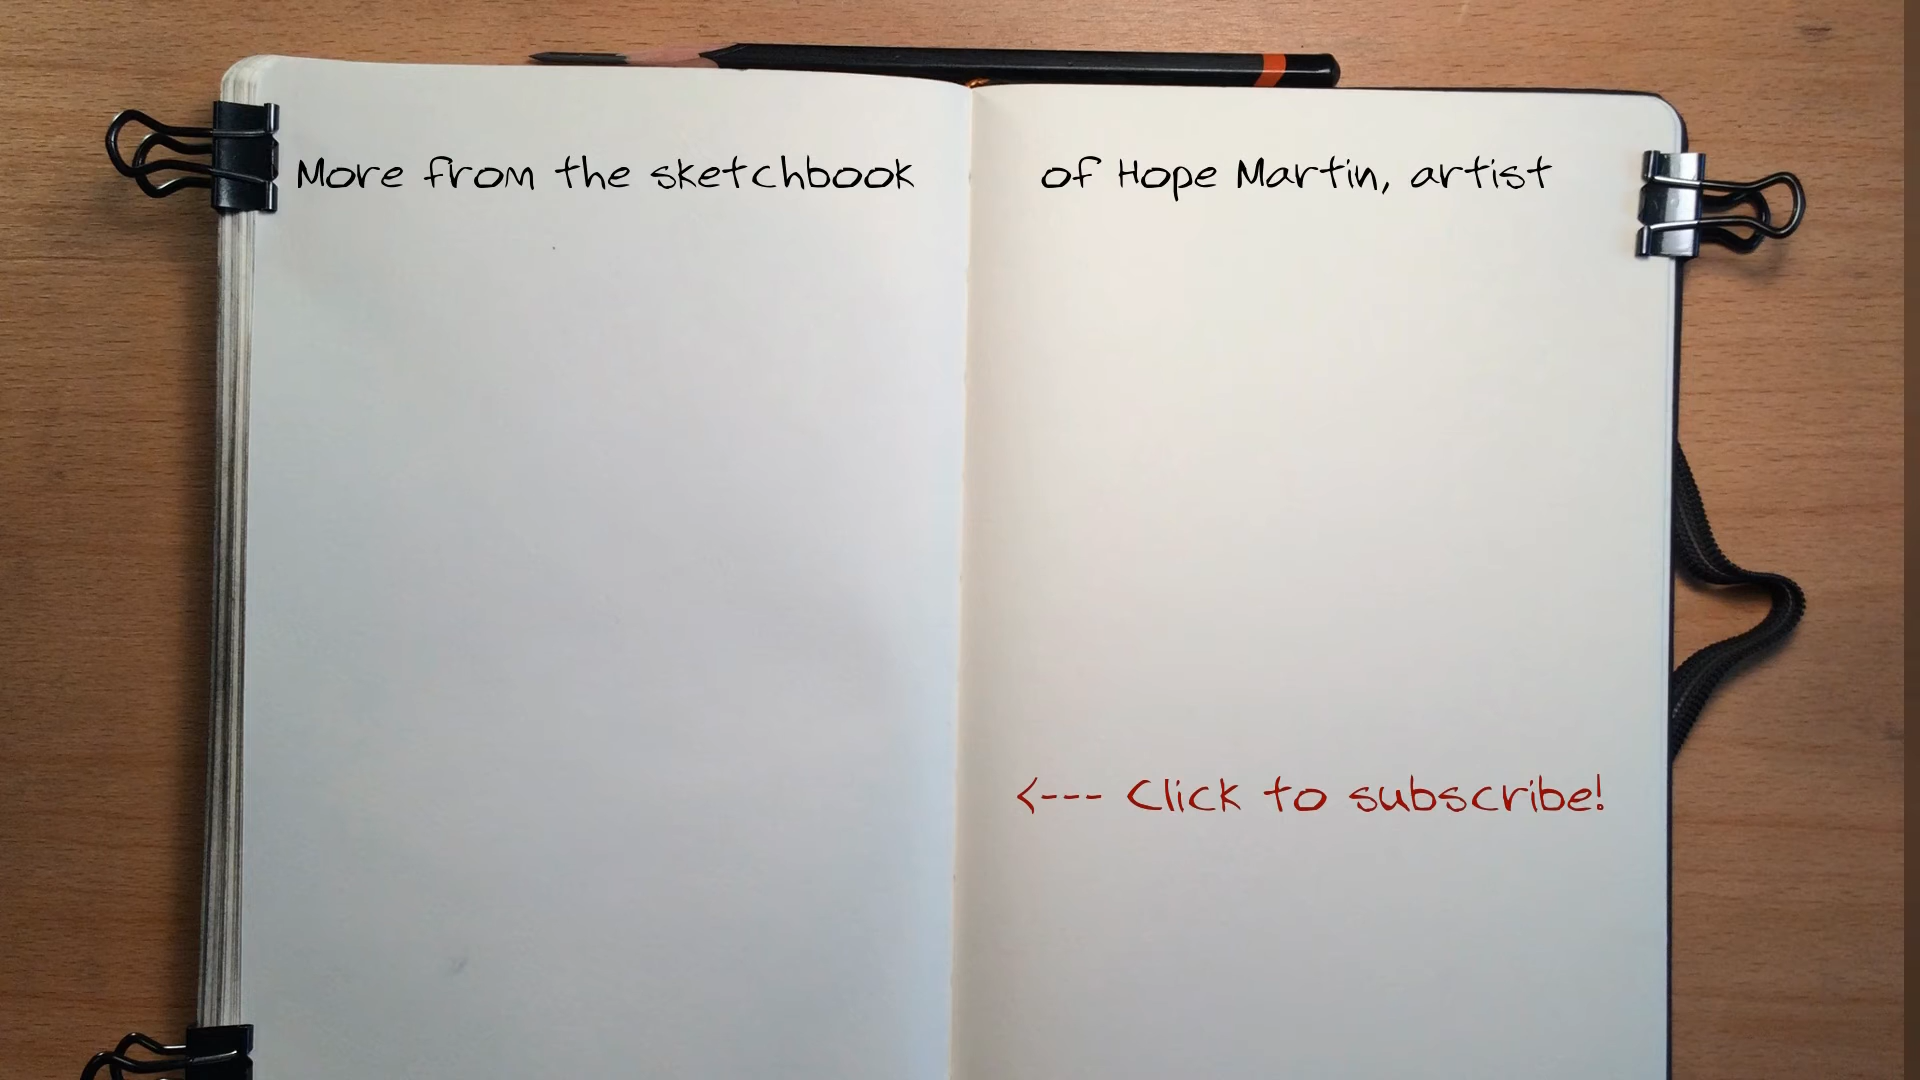 More from the sketchbook of Hope Martin, artist
<--- Click to subscribe!